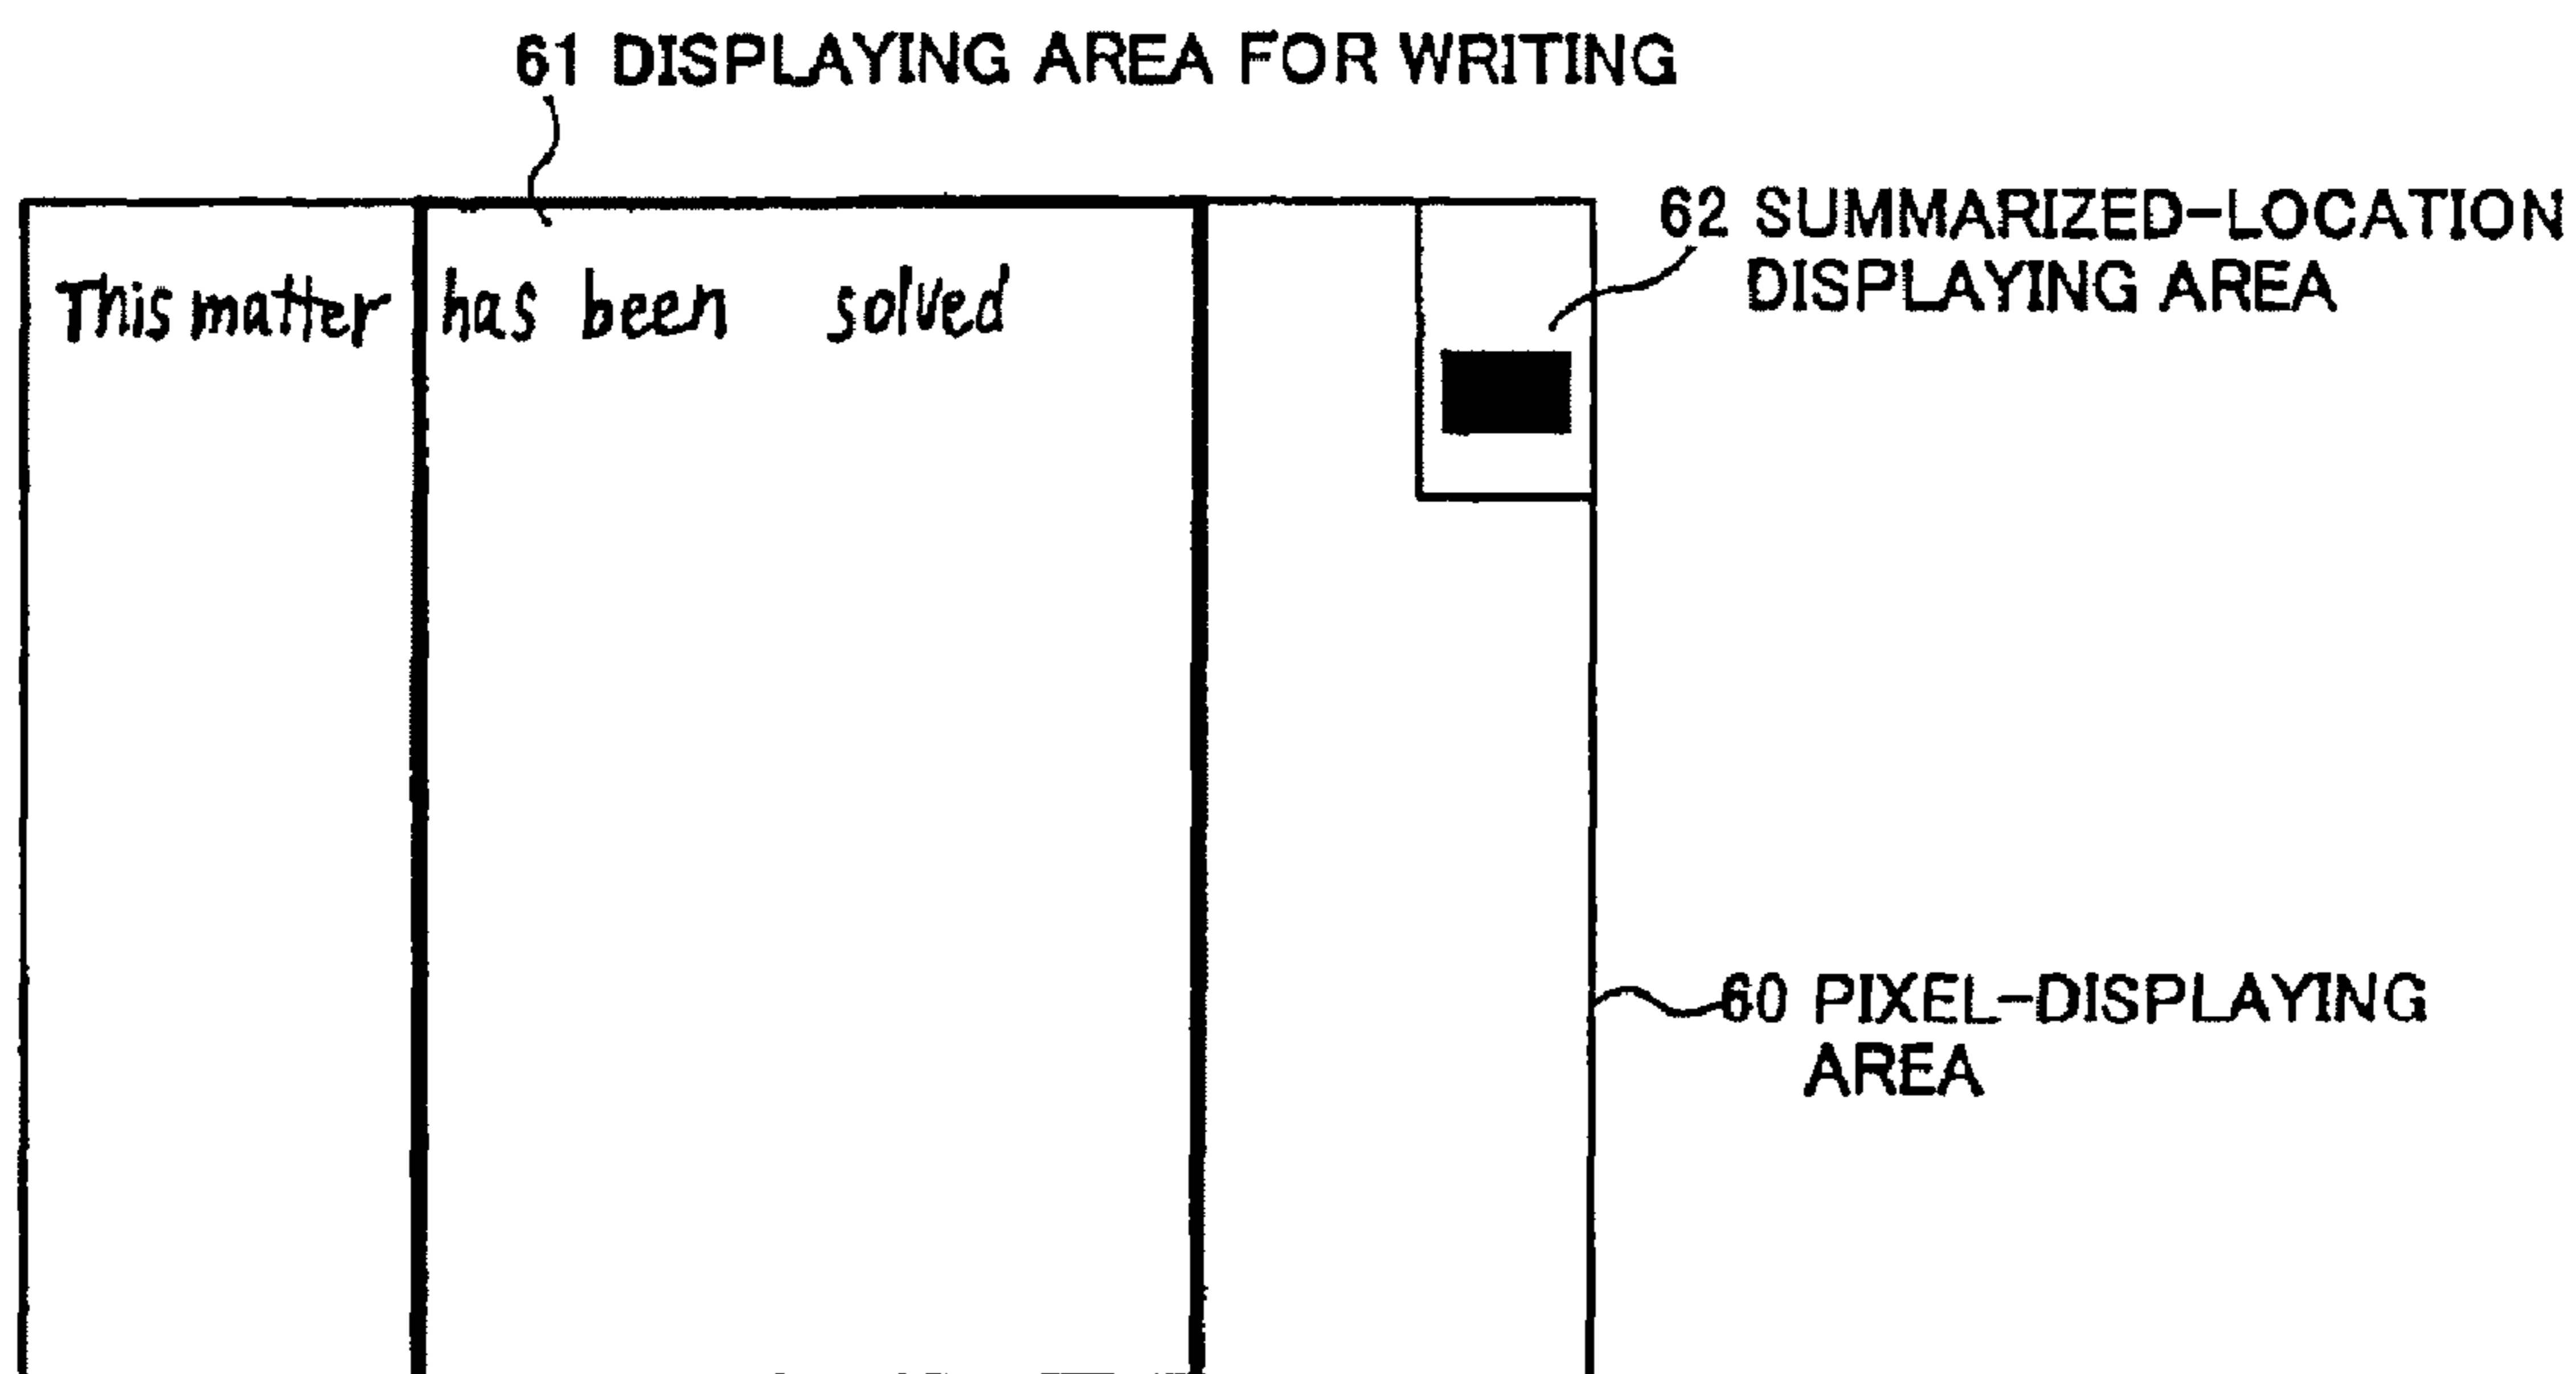 61 DISPLAYING AREA FOR WRITING
62 SUMMARIZED-LOCATION
DISPLAYING AREA
This matter has been solved
60 PIXEL-DISPLAYING
AREA